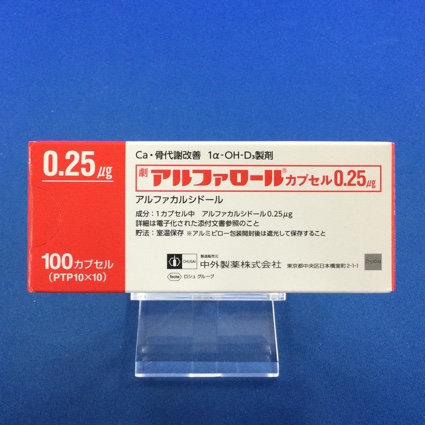 0.25㎍
Ca・骨代謝改善 1α-OH-D₃製剤
劇 アルファロール®カプセル0.25㎍
アルファカルシドール
成分：1カプセル中 アルファカルシドール0.25㎍
詳細は電子化された添付文書参照のこと
貯法：室温保存 ※アルミピロー包装開封後は遮光して保存すること
100カプセル
(PTP10×10)
CHUGAI
製造販売元
中外製薬株式会社 東京都中央区日本橋室町2-1-1
Roche ロシュ グループ